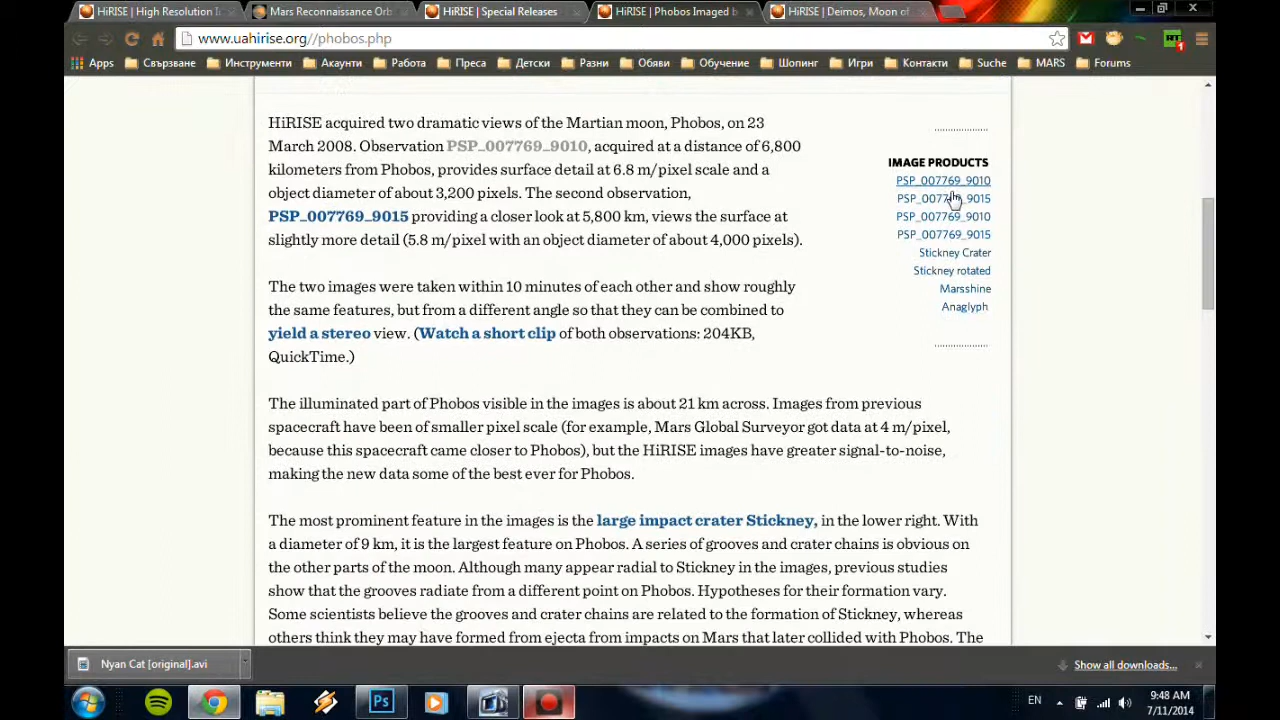 HiRISE | High Resolution I
Mars Reconnaissance Orb
HiRISE | Special Releases
HiRISE | Phobos Imaged b
HiRISE | Deimos, Moon of
www.uahirise.org//phobos.php
Apps
Свързване
Инструменти
Акаунти
Работа
Преса
Детски
Разни
Обяви
Обучение
Шопинг
Игри
Контакти
Suche
MARS
Forums
HiRISE acquired two dramatic views of the Martian moon, Phobos, on 23
March 2008. Observation PSP_007769_9010, acquired at a distance of 6,800
kilometers from Phobos, provides surface detail at 6.8 m/pixel scale and a
object diameter of about 3,200 pixels. The second observation,
PSP_007769_9015 providing a closer look at 5,800 km, views the surface at
slightly more detail (5.8 m/pixel with an object diameter of about 4,000 pixels).
The two images were taken within 10 minutes of each other and show roughly
the same features, but from a different angle so that they can be combined to
yield a stereo view. (Watch a short clip of both observations: 204KB,
QuickTime.)
The illuminated part of Phobos visible in the images is about 21 km across. Images from previous
spacecraft have been of smaller pixel scale (for example, Mars Global Surveyor got data at 4 m/pixel,
because this spacecraft came closer to Phobos), but the HiRISE images have greater signal-to-noise,
making the new data some of the best ever for Phobos.
The most prominent feature in the images is the large impact crater Stickney, in the lower right. With
a diameter of 9 km, it is the largest feature on Phobos. A series of grooves and crater chains is obvious on
the other parts of the moon. Although many appear radial to Stickney in the images, previous studies
show that the grooves radiate from a different point on Phobos. Hypotheses for their formation vary.
Some scientists believe the grooves and crater chains are related to the formation of Stickney, whereas
others think they may have formed from ejecta from impacts on Mars that later collided with Phobos. The
IMAGE PRODUCTS
PSP_007769_9010
PSP_007769_9015
PSP_007769_9010
PSP_007769_9015
Stickney Crater
Stickney rotated
Marsshine
Anaglyph
Nyan Cat [original].avi
Show all downloads...
Ps
EN
9:48 AM
7/11/2014